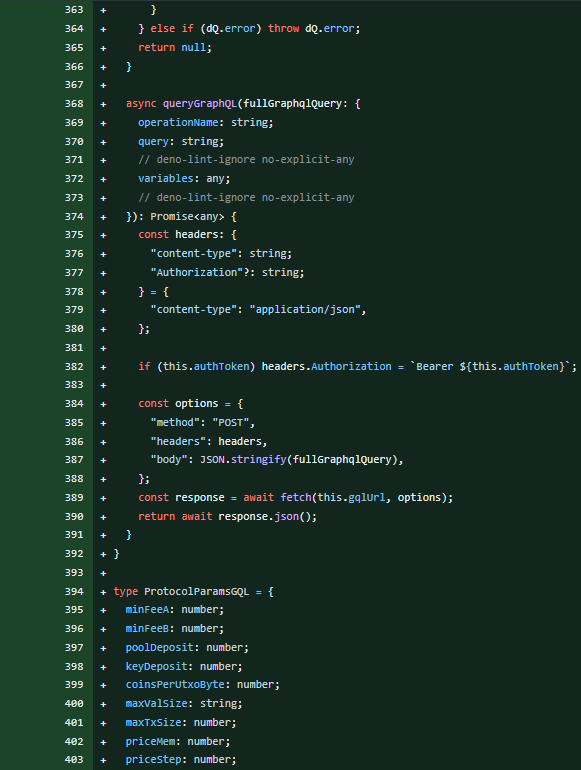 363 +       }
364 +     } else if (dQ.error) throw dQ.error;
365 +     return null;
366 +   }
367 +
368 +   async queryGraphQL(fullGraphqlQuery: {
369 +     operationName: string;
370 +     query: string;
371 +     // deno-lint-ignore no-explicit-any
372 +     variables: any;
373 +     // deno-lint-ignore no-explicit-any
374 +   }): Promise<any> {
375 +     const headers: {
376 +       "content-type": string;
377 +       "Authorization"?: string;
378 +     } = {
379 +       "content-type": "application/json",
380 +     };
381 +
382 +     if (this.authToken) headers.Authorization = `Bearer ${this.authToken}`;
383 +
384 +     const options = {
385 +       "method": "POST",
386 +       "headers": headers,
387 +       "body": JSON.stringify(fullGraphqlQuery),
388 +     };
389 +     const response = await fetch(this.gqlUrl, options);
390 +     return await response.json();
391 +   }
392 + }
393 +
394 + type ProtocolParamsGQL = {
395 +   minFeeA: number;
396 +   minFeeB: number;
397 +   poolDeposit: number;
398 +   keyDeposit: number;
399 +   coinsPerUtxoByte: number;
400 +   maxValSize: string;
401 +   maxTxSize: number;
402 +   priceMem: number;
403 +   priceStep: number;